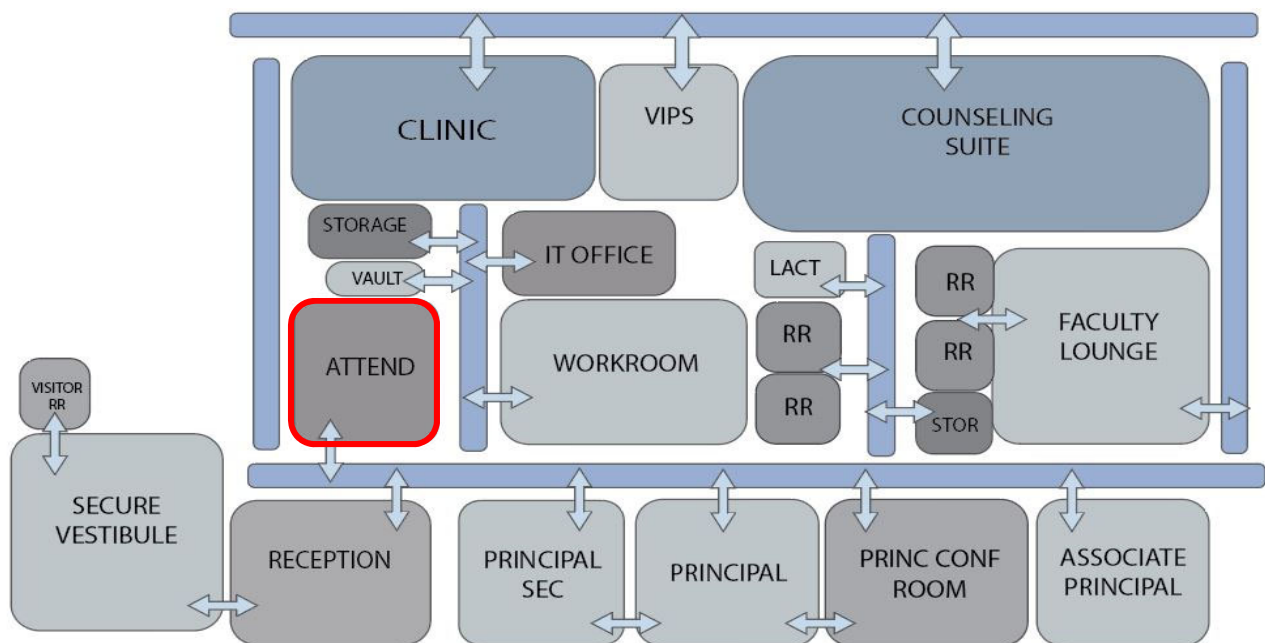 CLINIC
VIPS
COUNSELING
SUITE
STORAGE
IT OFFICE
VAULT
LACT
RR
FACULTY
LOUNGE
ATTEND
WORKROOM
RR
RR
VISITOR
RR
RR
STOR
SECURE
VESTIBULE
RECEPTION
PRINCIPAL
SEC
PRINCIPAL
PRINC CONF
ROOM
ASSOCIATE
PRINCIPAL